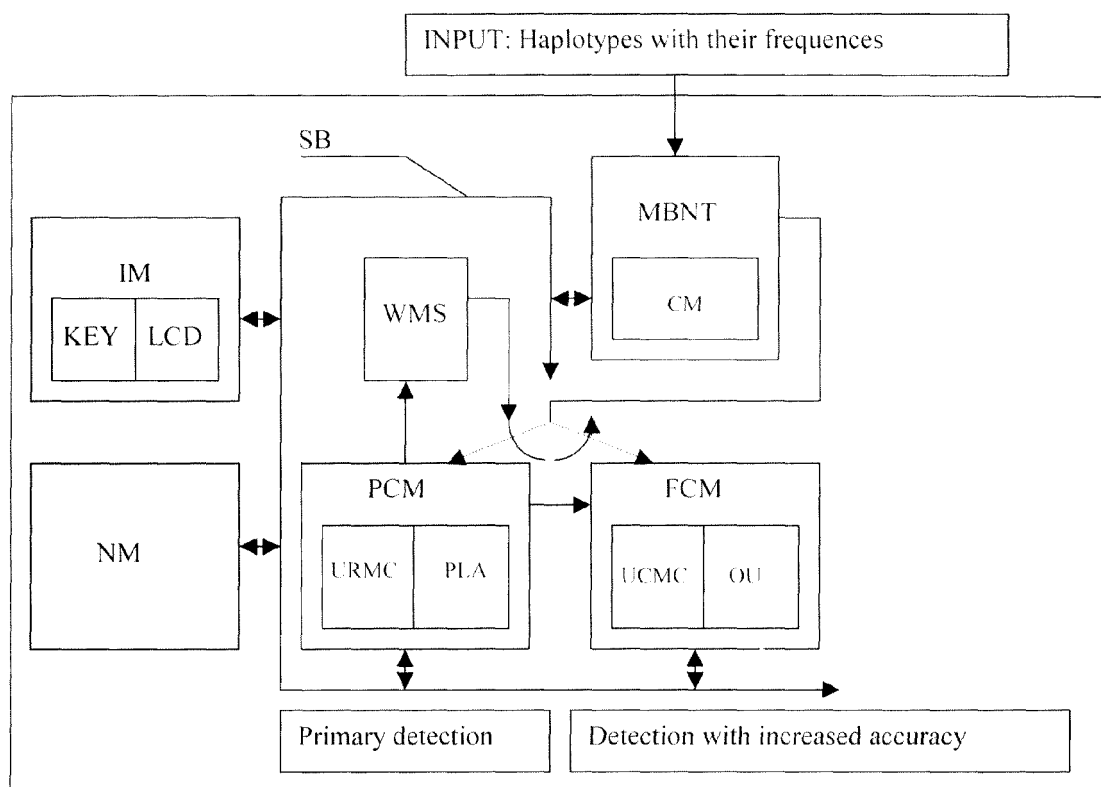 INPUT: Haplotypes with their frequences
SB
MBNT
IM
WMS
CM
KEY LCD
PCM
FCM
NM
URMC PLA
UCMC OU
Primary detection
Detection with increased accuracy